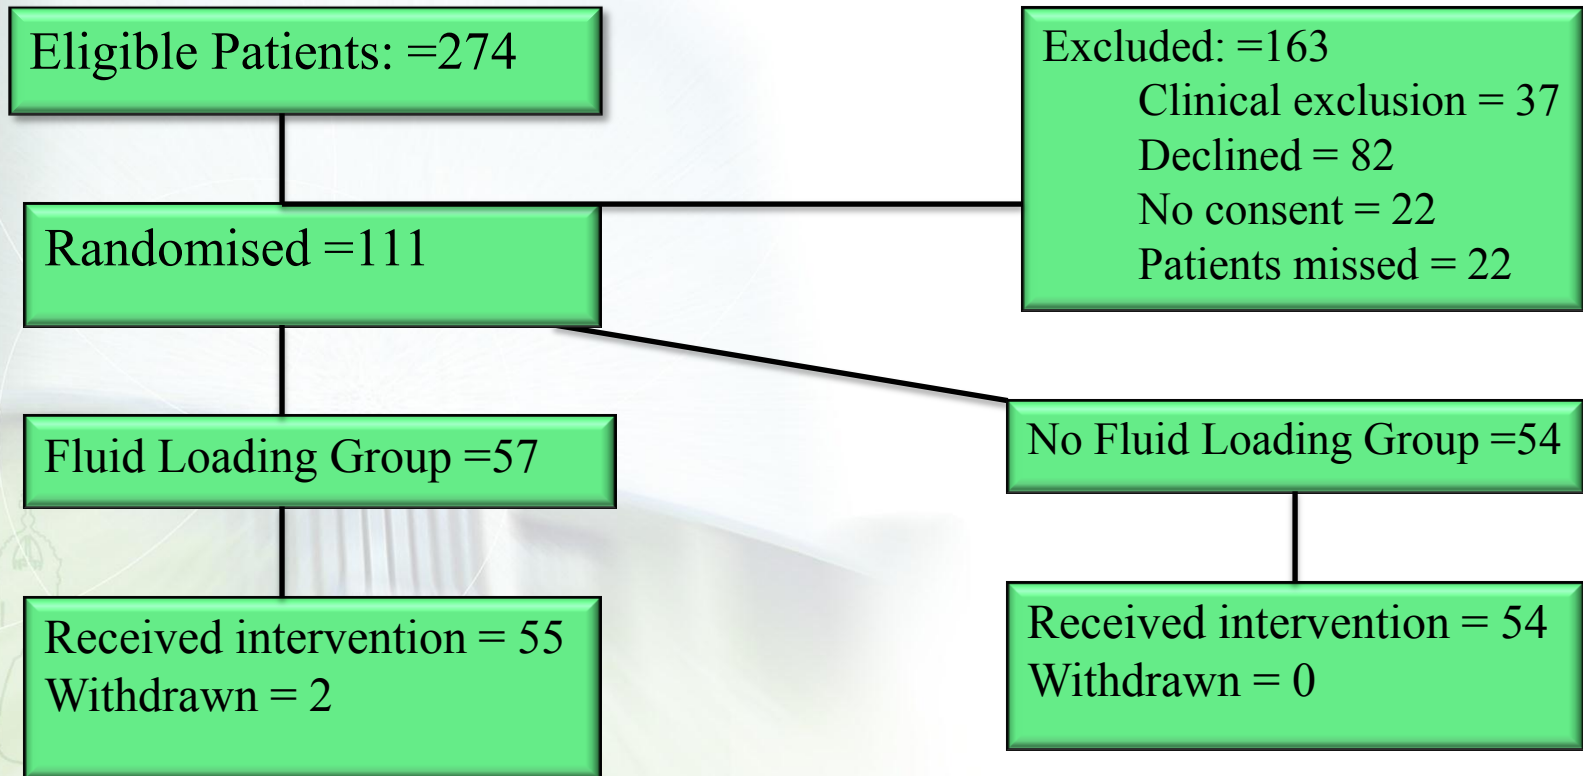 Eligible Patients: =274
Excluded: =163
Clinical exclusion = 37
Declined = 82
No consent = 22
Patients missed = 22
Randomised =111
Fluid Loading Group =57
No Fluid Loading Group =54
Received intervention = 55
Withdrawn = 2
Received intervention = 54
Withdrawn = 0